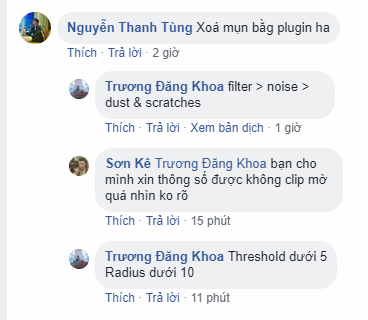 Nguyễn Thanh Tùng Xoá mụn bằg plugin ha
Thích · Trả lời · 2 giờ
Trương Đăng Khoa filter > noise >
dust & scratches
Thích · Trả lời · Xem bản dịch · 1 giờ
Sơn Kê Trương Đăng Khoa bạn cho
mình xin thông số được không clip mờ
quá nhìn ko rõ
Thích · Trả lời · 15 phút
Trương Đăng Khoa Threshold dưới 5
Radius dưới 10
Thích · Trả lời · 11 phút